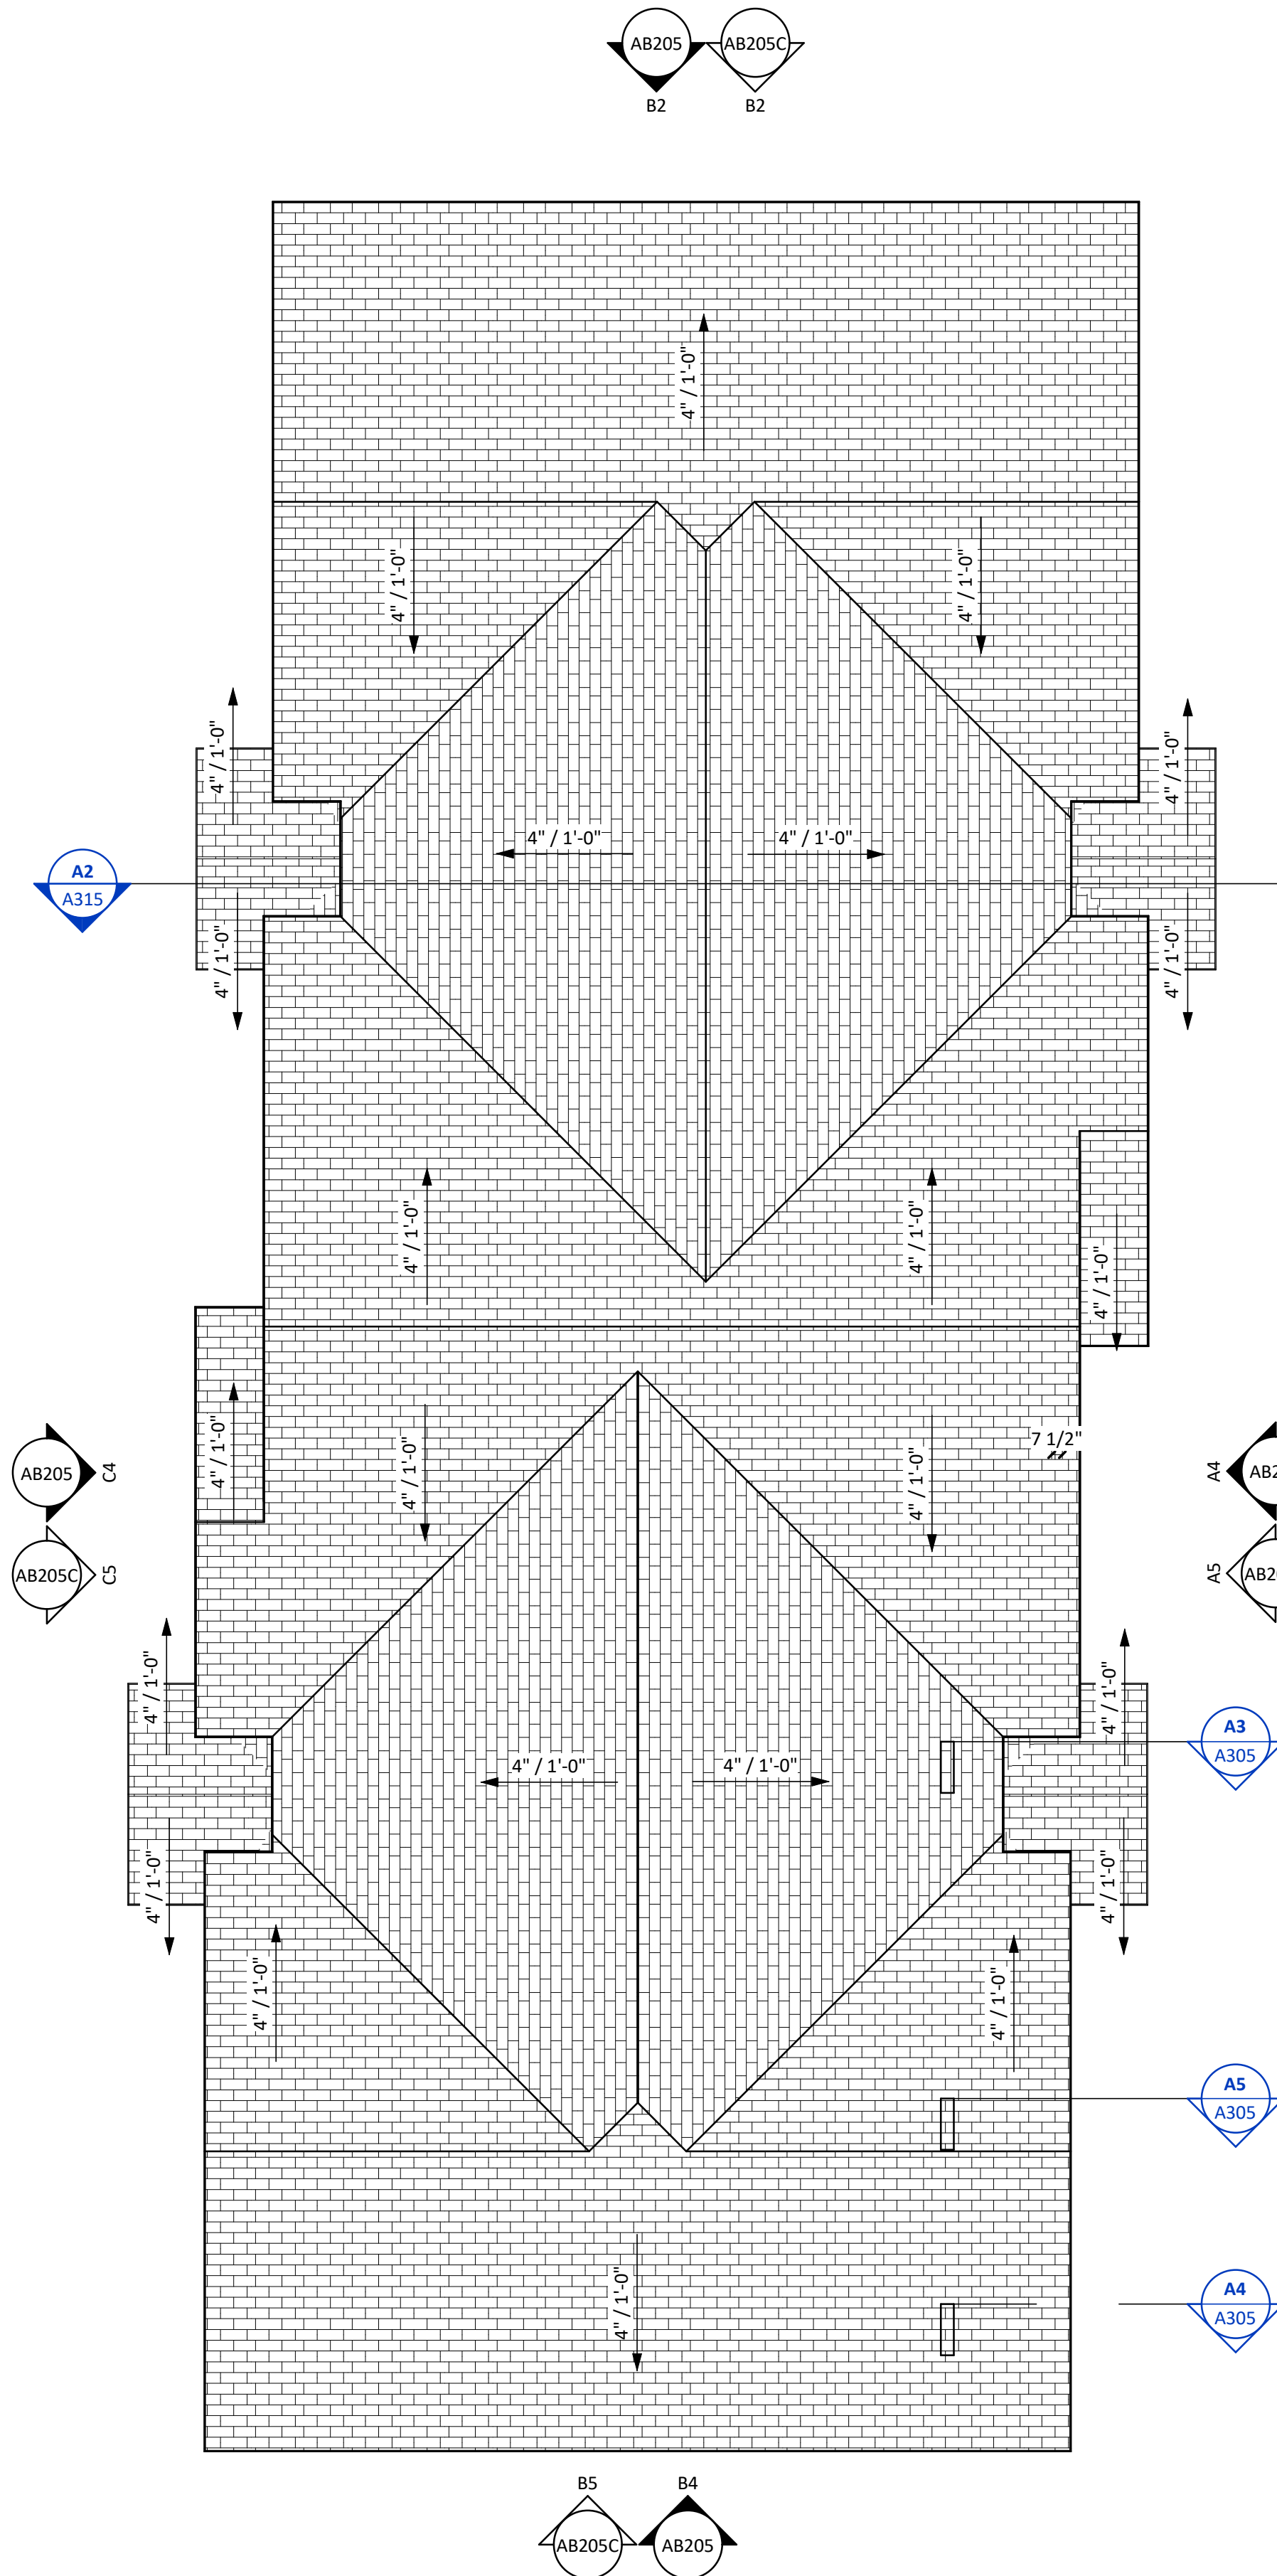 AB205
AB205C
B2
B2
4" / 1'-0"
4" / 1'-0"
4" / 1'-0"
4" / 1'-0"
4" / 1'-0"
4" / 1'-0"
4" / 1'-0"
A2
A315
4" / 1'-0"
4" / 1'-0"
4" / 1'-0"
4" / 1'-0"
4" / 1'-0"
4" / 1'-0"
4" / 1'-0"
4" / 1'-0"
7 1/2"
AB205
C4
A4
AB2
AB205C
C5
A5
AB20
4" / 1'-0"
4" / 1'-0"
A3
A305
4" / 1'-0"
4" / 1'-0"
4" / 1'-0"
4" / 1'-0"
4" / 1'-0"
4" / 1'-0"
A5
A305
4" / 1'-0"
A4
A305
B5
B4
AB205C
AB205